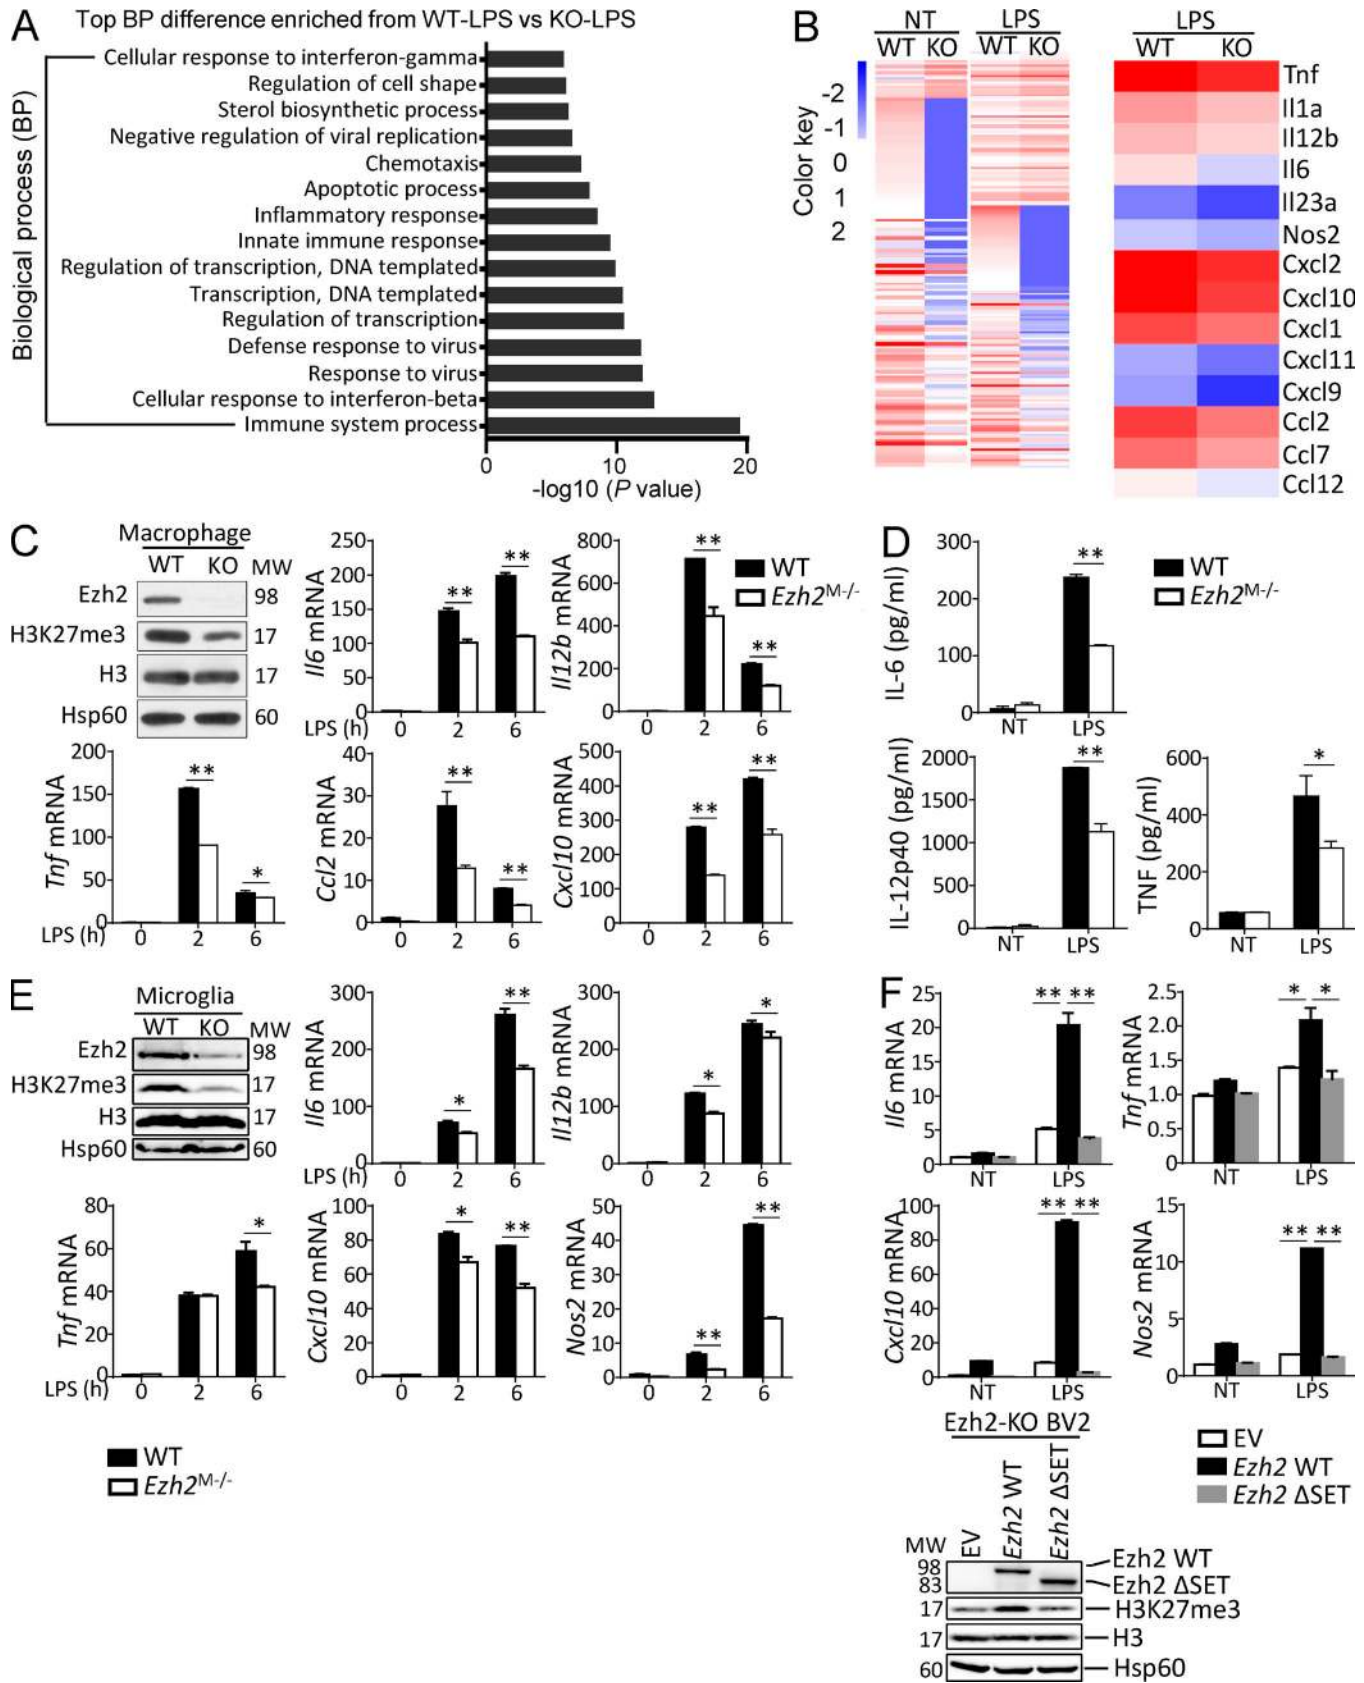 A
Top BP difference enriched from WT-LPS vs KO-LPS
Biological process (BP)
Cellular response to interferon-gamma
Regulation of cell shape
Sterol biosynthetic process
Negative regulation of viral replication
Chemotaxis
Apoptotic process
Inflammatory response
Innate immune response
Regulation of transcription, DNA templated
Transcription, DNA templated
Regulation of transcription
Defense response to virus
Response to virus
Cellular response to interferon-beta
Immune system process
0 10 20
-log10 (P value)
B
NT LPS LPS
WT KO WT KO WT KO
Color key
-2
-1
0
1
2
Tnf
Il1a
Il12b
Il6
Il23a
Nos2
Cxcl2
Cxcl10
Cxcl1
Cxcl11
Cxcl9
Ccl2
Ccl7
Ccl12
C
Macrophage
WT KO MW
Ezh2 98
H3K27me3 17
H3 17
Hsp60 60
Il6 mRNA
250
200
150
100
50
0
** **
LPS (h) 0 2 6
Il12b mRNA
800
600
400
200
0
** **
0 2 6
WT
Ezh2M-/-
Tnf mRNA
200
150
100
50
0
** *
LPS (h) 0 2 6
Ccl2 mRNA
40
30
20
10
0
** **
0 2 6
Cxcl10 mRNA
500
400
300
200
100
0
** **
0 2 6
D
IL-6 (pg/ml)
300
200
100
0
**
NT LPS
WT
Ezh2M-/-
IL-12p40 (pg/ml)
2000
1500
1000
500
0
**
NT LPS
TNF (pg/ml)
600
400
200
0
*
NT LPS
E
Microglia
WT KO MW
Ezh2 98
H3K27me3 17
H3 17
Hsp60 60
Il6 mRNA
300
200
100
0
* **
LPS (h) 0 2 6
Il12b mRNA
300
200
100
0
* *
0 2 6
Tnf mRNA
80
60
40
20
0
*
LPS (h) 0 2 6
Cxcl10 mRNA
100
80
60
40
20
0
* **
0 2 6
Nos2 mRNA
50
40
30
20
10
0
** **
0 2 6
WT
Ezh2M-/-
F
Il6 mRNA
25
20
15
10
5
0
** **
NT LPS
Tnf mRNA
2.5
2.0
1.5
1.0
0.5
0
* *
NT LPS
Cxcl10 mRNA
100
80
60
40
20
0
** **
NT LPS
Nos2 mRNA
15
10
5
0
** **
NT LPS
EV
Ezh2 WT
Ezh2 ΔSET
Ezh2-KO BV2
MW EV Ezh2 WT Ezh2 ΔSET
98 Ezh2 WT
83 Ezh2 ΔSET
17 H3K27me3
17 H3
60 Hsp60